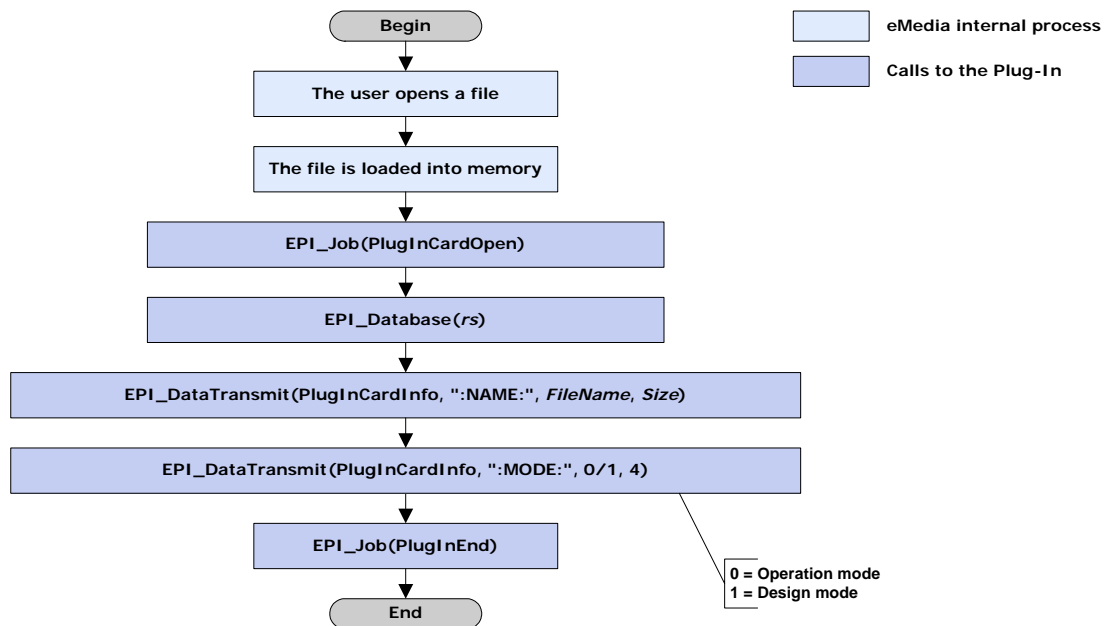 Begin
eMedia internal process
Calls to the Plug-In
The user opens a file
The file is loaded into memory
EPI_Job(PlugInCardOpen)
EPI_Database(rs)
EPI_DataTransmit(PlugInCardInfo, ":NAME:", FileName, Size)
EPI_DataTransmit(PlugInCardInfo, ":MODE:", 0/1, 4)
EPI_Job(PlugInEnd)
0 = Operation mode
1 = Design mode
End